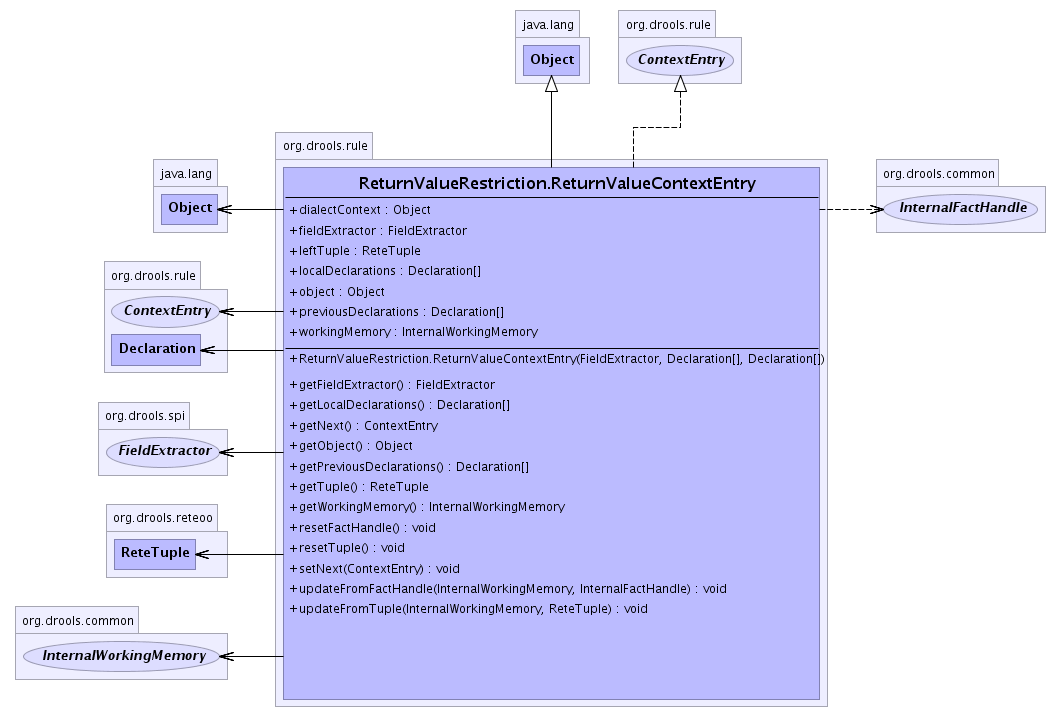 java.lang
Object
org.drools.rule
ContextEntry
org.drools.rule
ReturnValueRestriction.ReturnValueContextEntry
+dialectContext : Object
+fieldExtractor : FieldExtractor
+leftTuple : ReteTuple
+localDeclarations : Declaration[]
+object : Object
+previousDeclarations : Declaration[]
+workingMemory : InternalWorkingMemory
+ReturnValueRestriction.ReturnValueContextEntry(FieldExtractor, Declaration[], Declaration[])
+getFieldExtractor() : FieldExtractor
+getLocalDeclarations() : Declaration[]
+getNext() : ContextEntry
+getObject() : Object
+getPreviousDeclarations() : Declaration[]
+getTuple() : ReteTuple
+getWorkingMemory() : InternalWorkingMemory
+resetFactHandle() : void
+resetTuple() : void
+setNext(ContextEntry) : void
+updateFromFactHandle(InternalWorkingMemory, InternalFactHandle) : void
+updateFromTuple(InternalWorkingMemory, ReteTuple) : void
java.lang
Object
org.drools.rule
ContextEntry
Declaration
org.drools.spi
FieldExtractor
org.drools.reteoo
ReteTuple
org.drools.common
InternalWorkingMemory
org.drools.common
InternalFactHandle